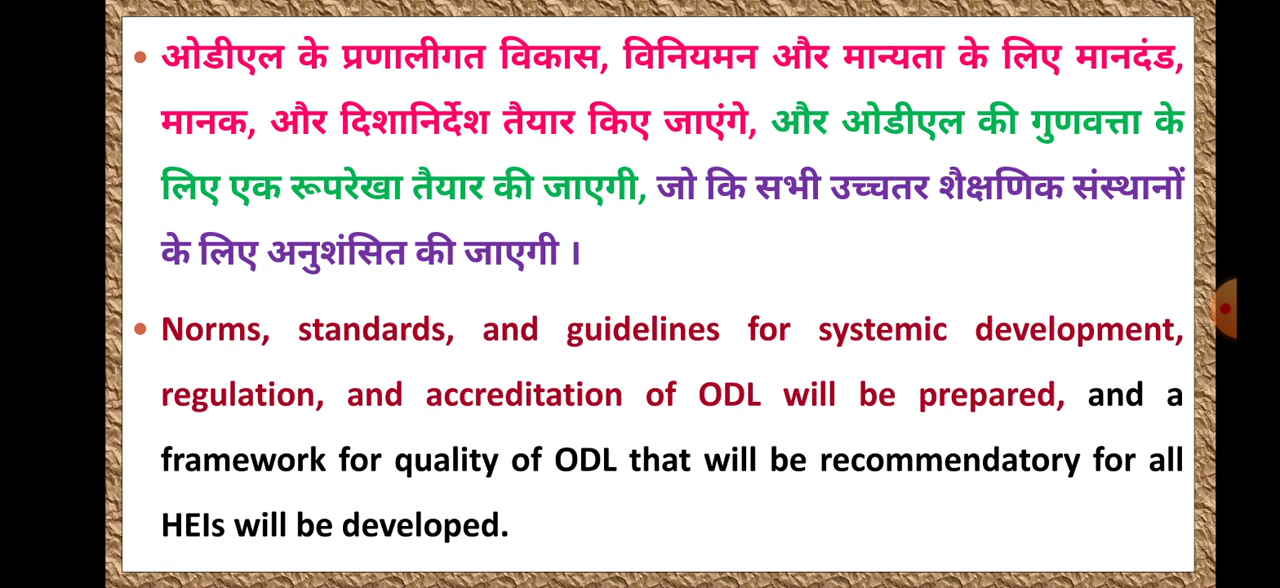 • ओडीएल के प्रणालीगत विकास, विनियमन और मान्यता के लिए मानदंड,
मानक, और दिशानिर्देश तैयार किए जाएंगे, और ओडीएल की गुणवत्ता के
लिए एक रूपरेखा तैयार की जाएगी, जो कि सभी उच्चतर शैक्षणिक संस्थानों
के लिए अनुशंसित की जाएगी ।
• Norms, standards, and guidelines for systemic development,
regulation, and accreditation of ODL will be prepared, and a
framework for quality of ODL that will be recommendatory for all
HEIs will be developed.